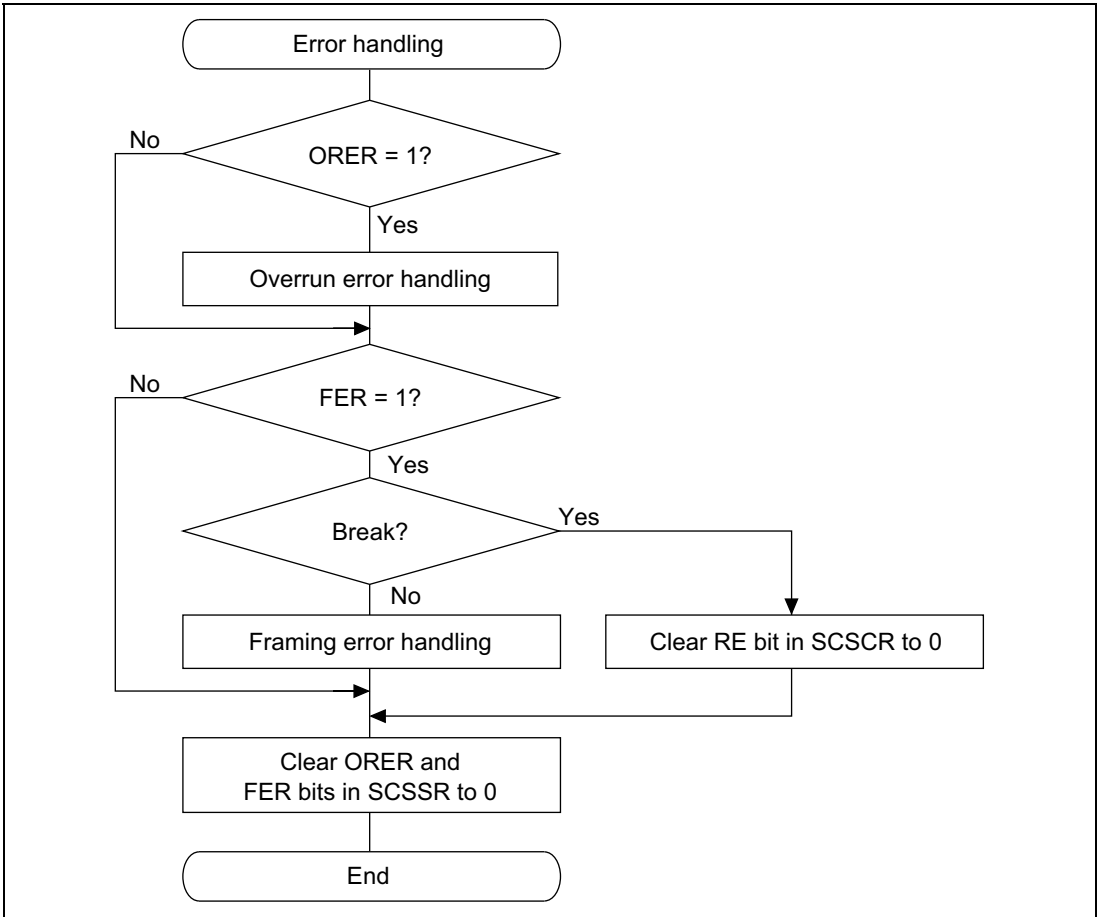 Error handling
No
ORER = 1?
Yes
Overrun error handling
No
FER = 1?
Yes
Break?
Yes
No
Framing error handling
Clear RE bit in SCSCR to 0
Clear ORER and
FER bits in SCSSR to 0
End